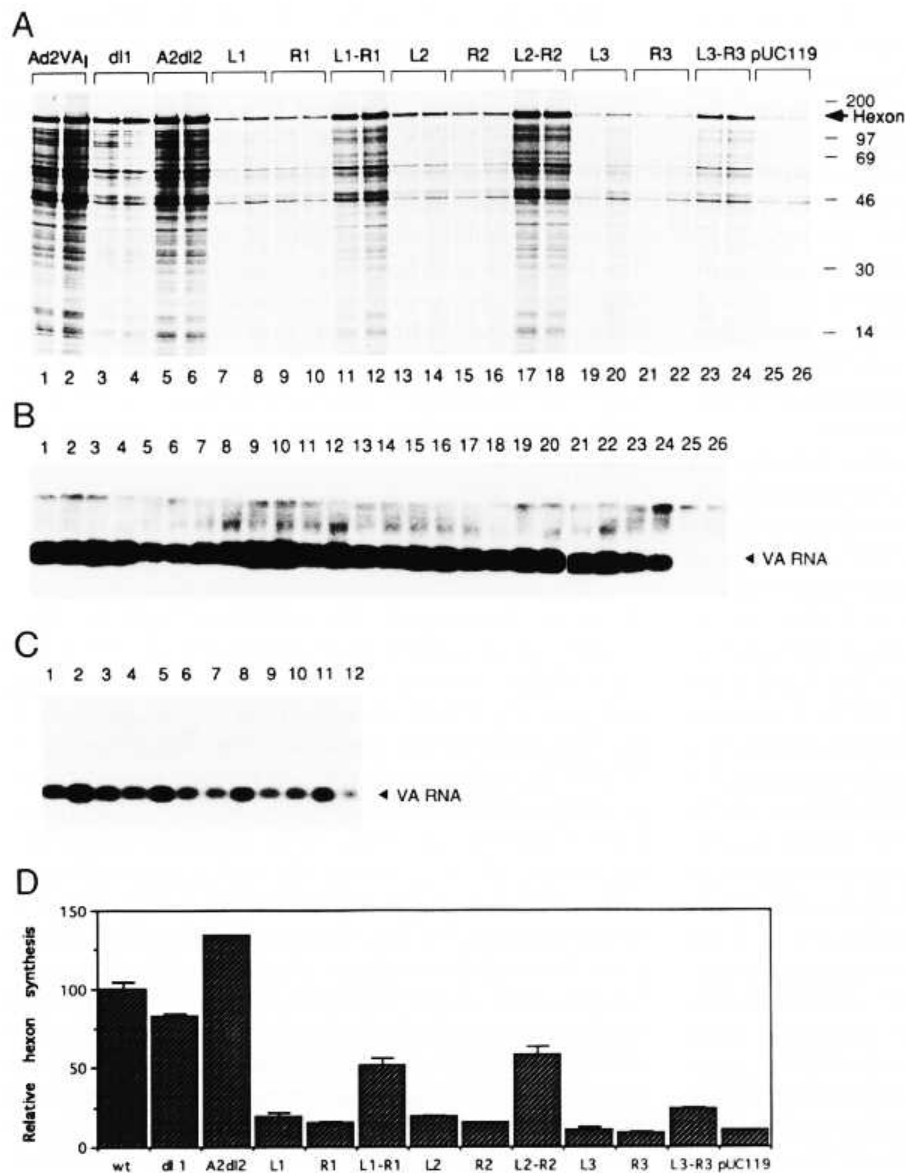 A
Ad2VAI dl1 A2dl2 L1 R1 L1-R1 L2 R2 L2-R2 L3 R3 L3-R3 pUC119
200
Hexon
97
69
46
30
14
1 2 3 4 5 6 7 8 9 10 11 12 13 14 15 16 17 18 19 20 21 22 23 24 25 26
B
1 2 3 4 5 6 7 8 9 10 11 12 13 14 15 16 17 18 19 20 21 22 23 24 25 26
VA RNA
C
1 2 3 4 5 6 7 8 9 10 11 12
VA RNA
D
Relative hexon synthesis
150
100
50
0
wt dl 1 A2dl2 L1 R1 L1-R1 L2 R2 L2-R2 L3 R3 L3-R3 pUC119